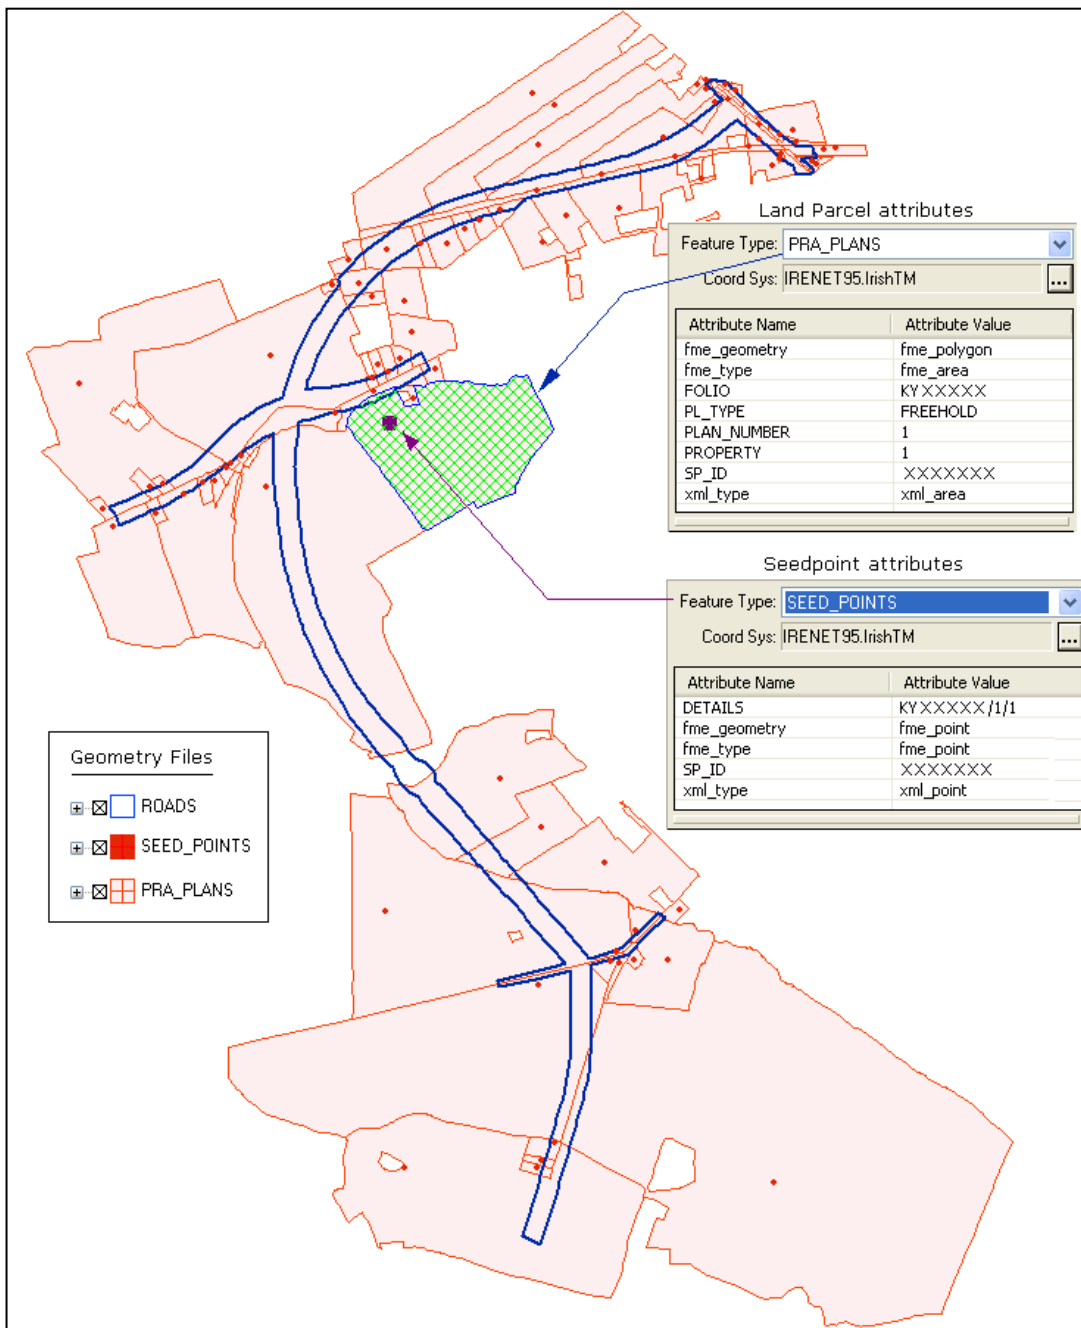 Land Parcel attributes
Feature Type: PRA_PLANS
Coord Sys: IRENET95.IrishTM ...
Attribute Name Attribute Value
fme_geometry fme_polygon
fme_type fme_area
FOLIO KYXXXXX
PL_TYPE FREEHOLD
PLAN_NUMBER 1
PROPERTY 1
SP_ID XXXXXXX
xml_type xml_area
Seedpoint attributes
Feature Type: SEED_POINTS
Coord Sys: IRENET95.IrishTM ...
Attribute Name Attribute Value
DETAILS KYXXXXX/1/1
fme_geometry fme_point
fme_type fme_point
SP_ID XXXXXXX
xml_type xml_point
Geometry Files
ROADS
SEED_POINTS
PRA_PLANS